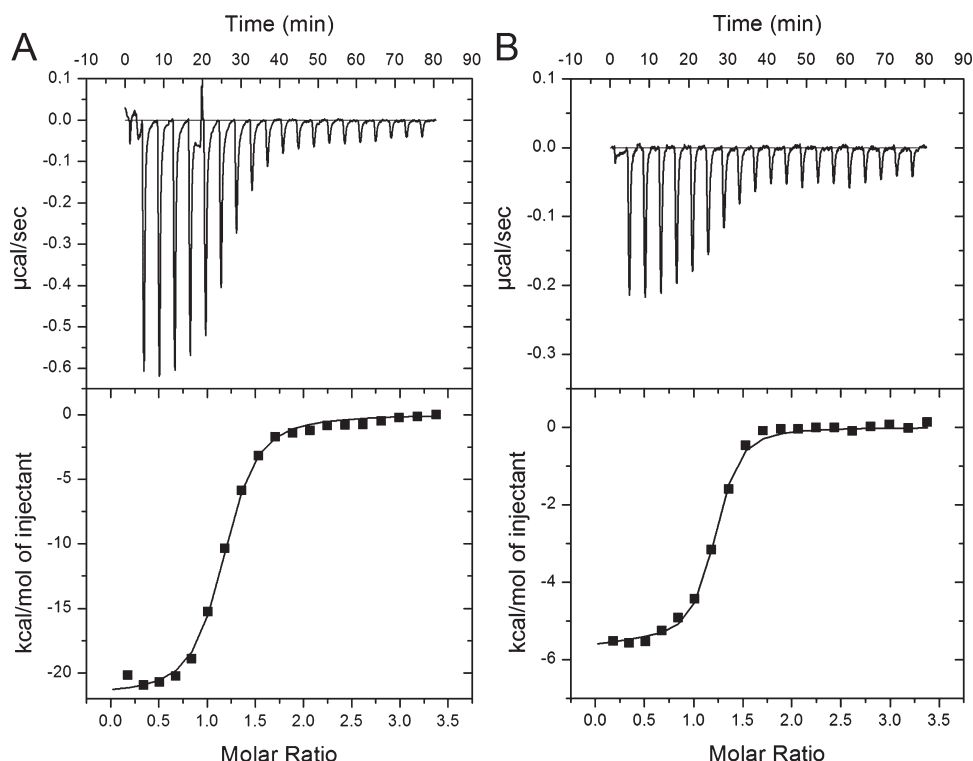 A
Time (min)
-10 0 10 20 30 40 50 60 70 80 90
0.1
0.0
-0.1
-0.2
-0.3
-0.4
-0.5
-0.6
µcal/sec
0
-5
-10
-15
-20
kcal/mol of injectant
0.0 0.5 1.0 1.5 2.0 2.5 3.0 3.5
Molar Ratio
B
Time (min)
-10 0 10 20 30 40 50 60 70 80 90
0.1
0.0
-0.1
-0.2
-0.3
µcal/sec
0
-2
-4
-6
kcal/mol of injectant
0.0 0.5 1.0 1.5 2.0 2.5 3.0 3.5
Molar Ratio